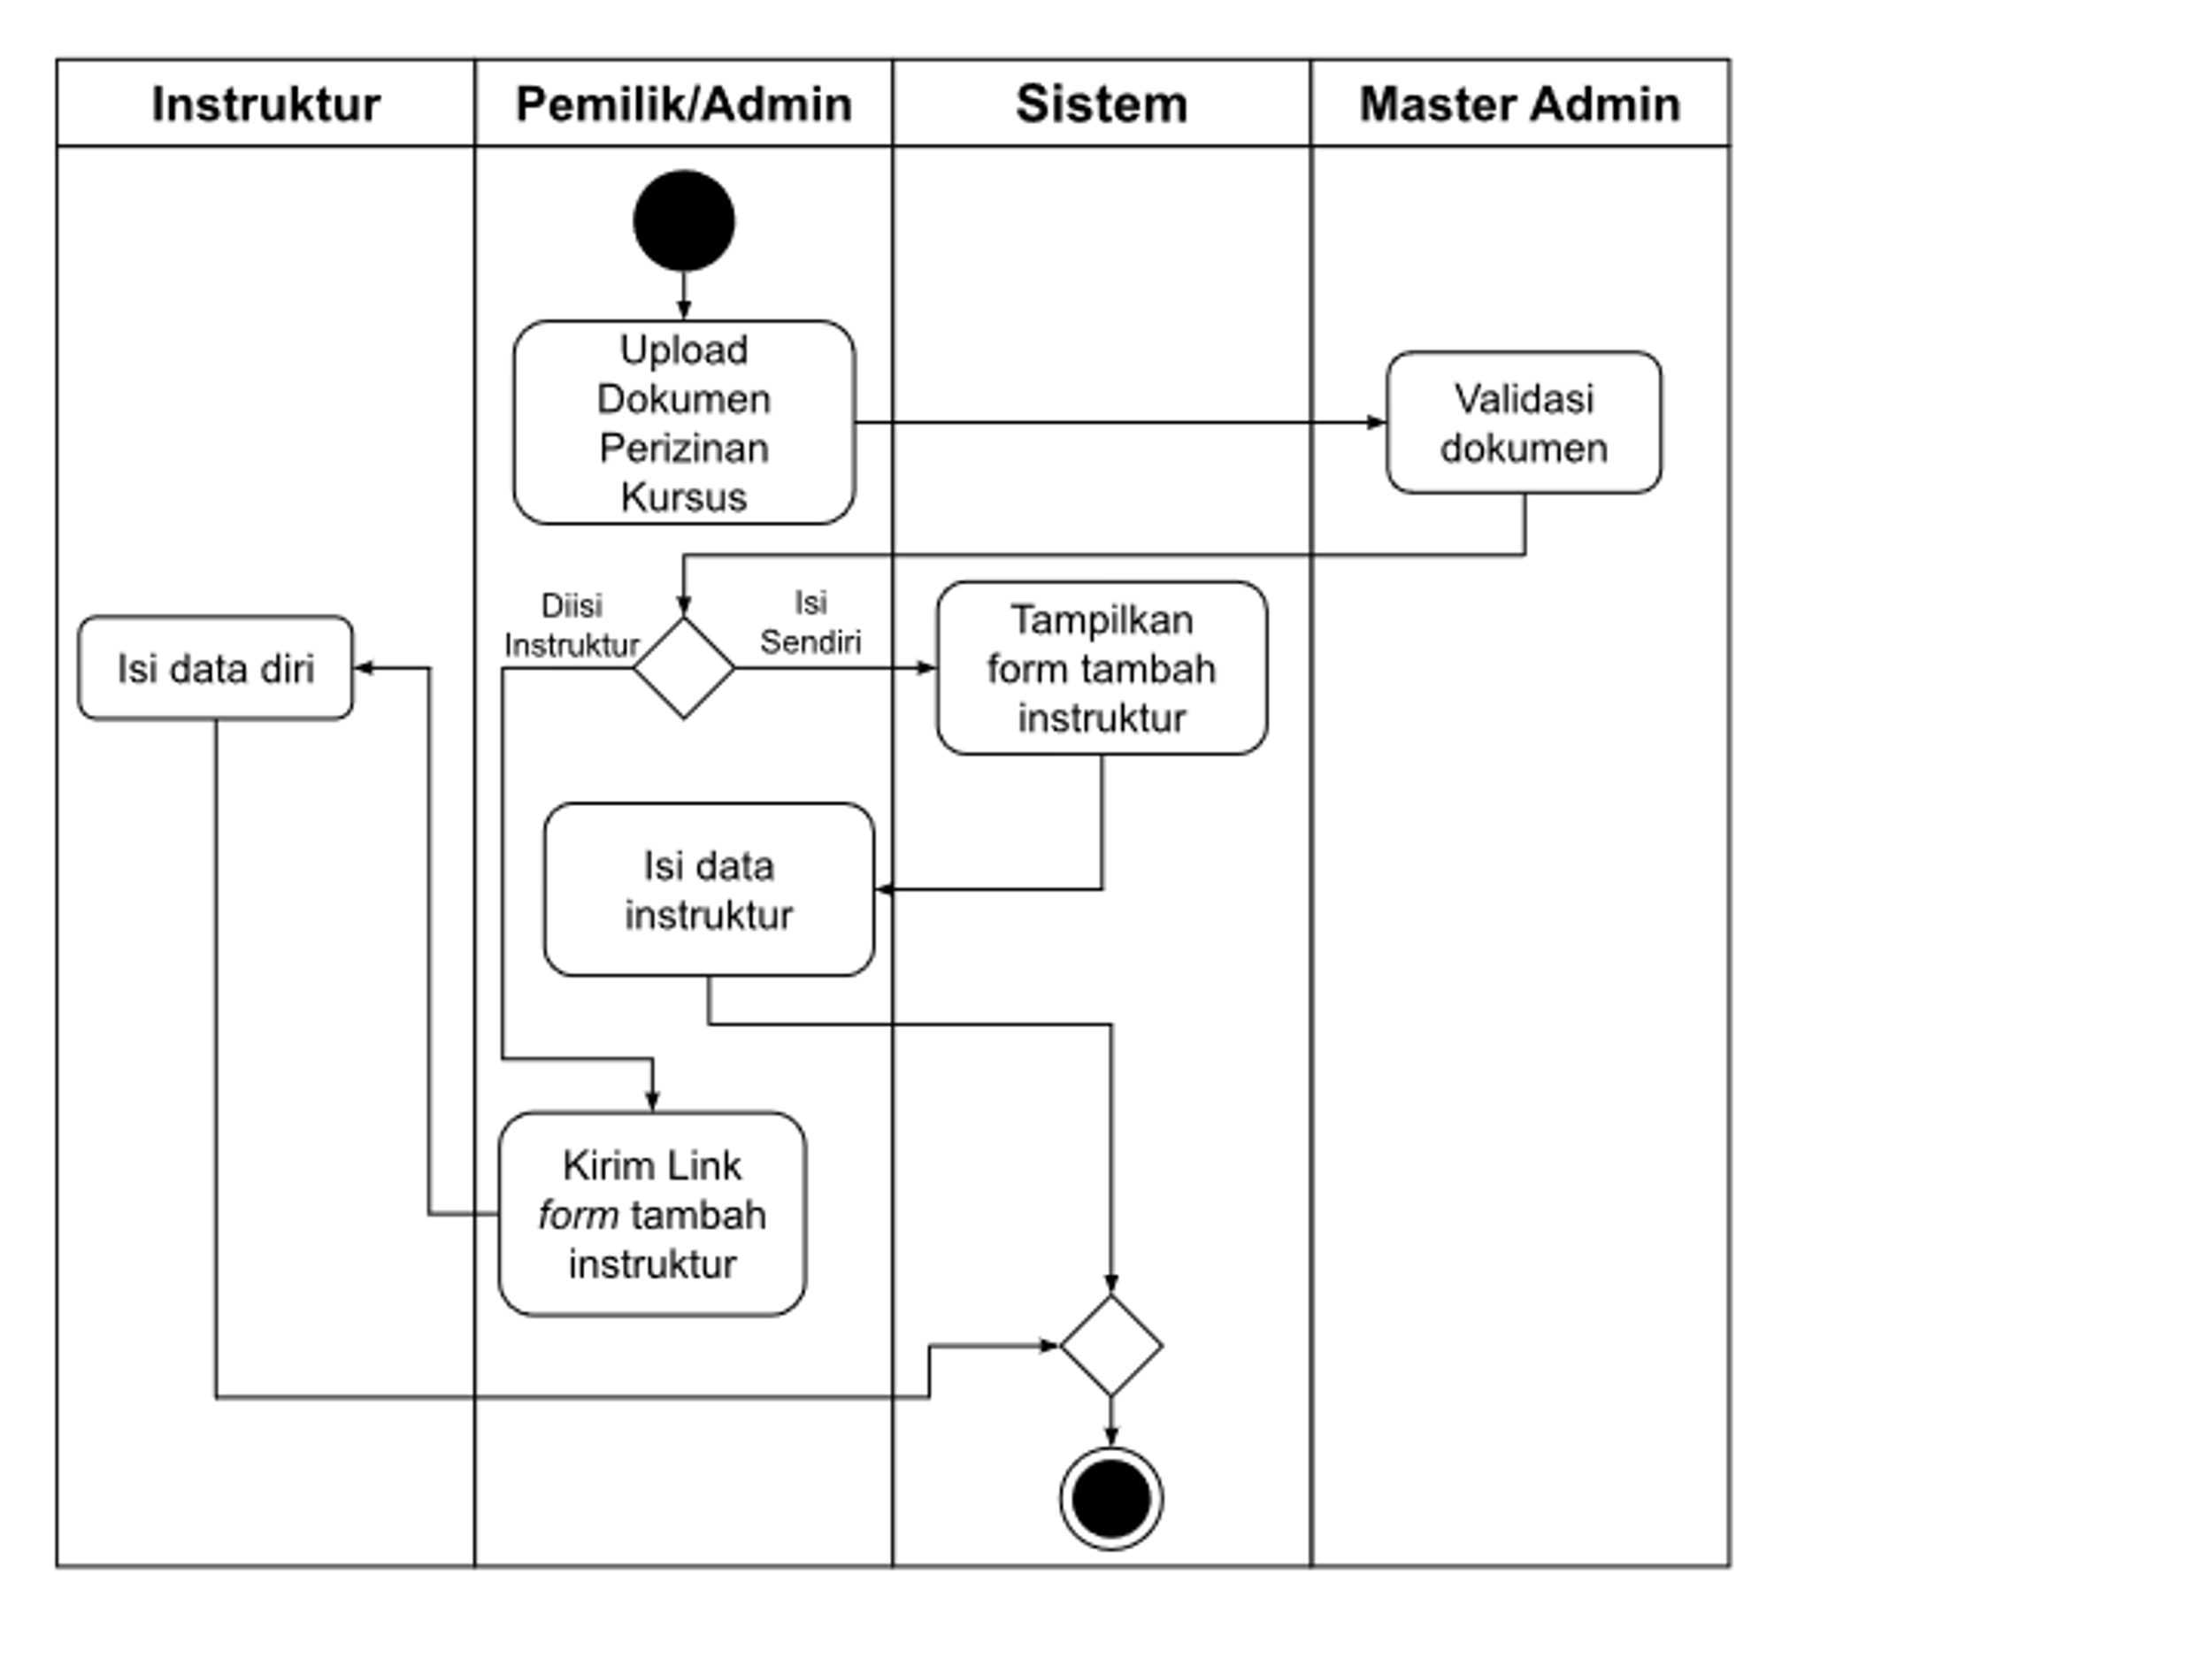 Instruktur
Pemilik/Admin
Sistem
Master Admin
Upload
Dokumen
Perizinan
Kursus
Validasi
dokumen
Diisi
Instruktur
Isi
Sendiri
Isi data diri
Tampilkan
form tambah
instruktur
Isi data
instruktur
Kirim Link
form tambah
instruktur